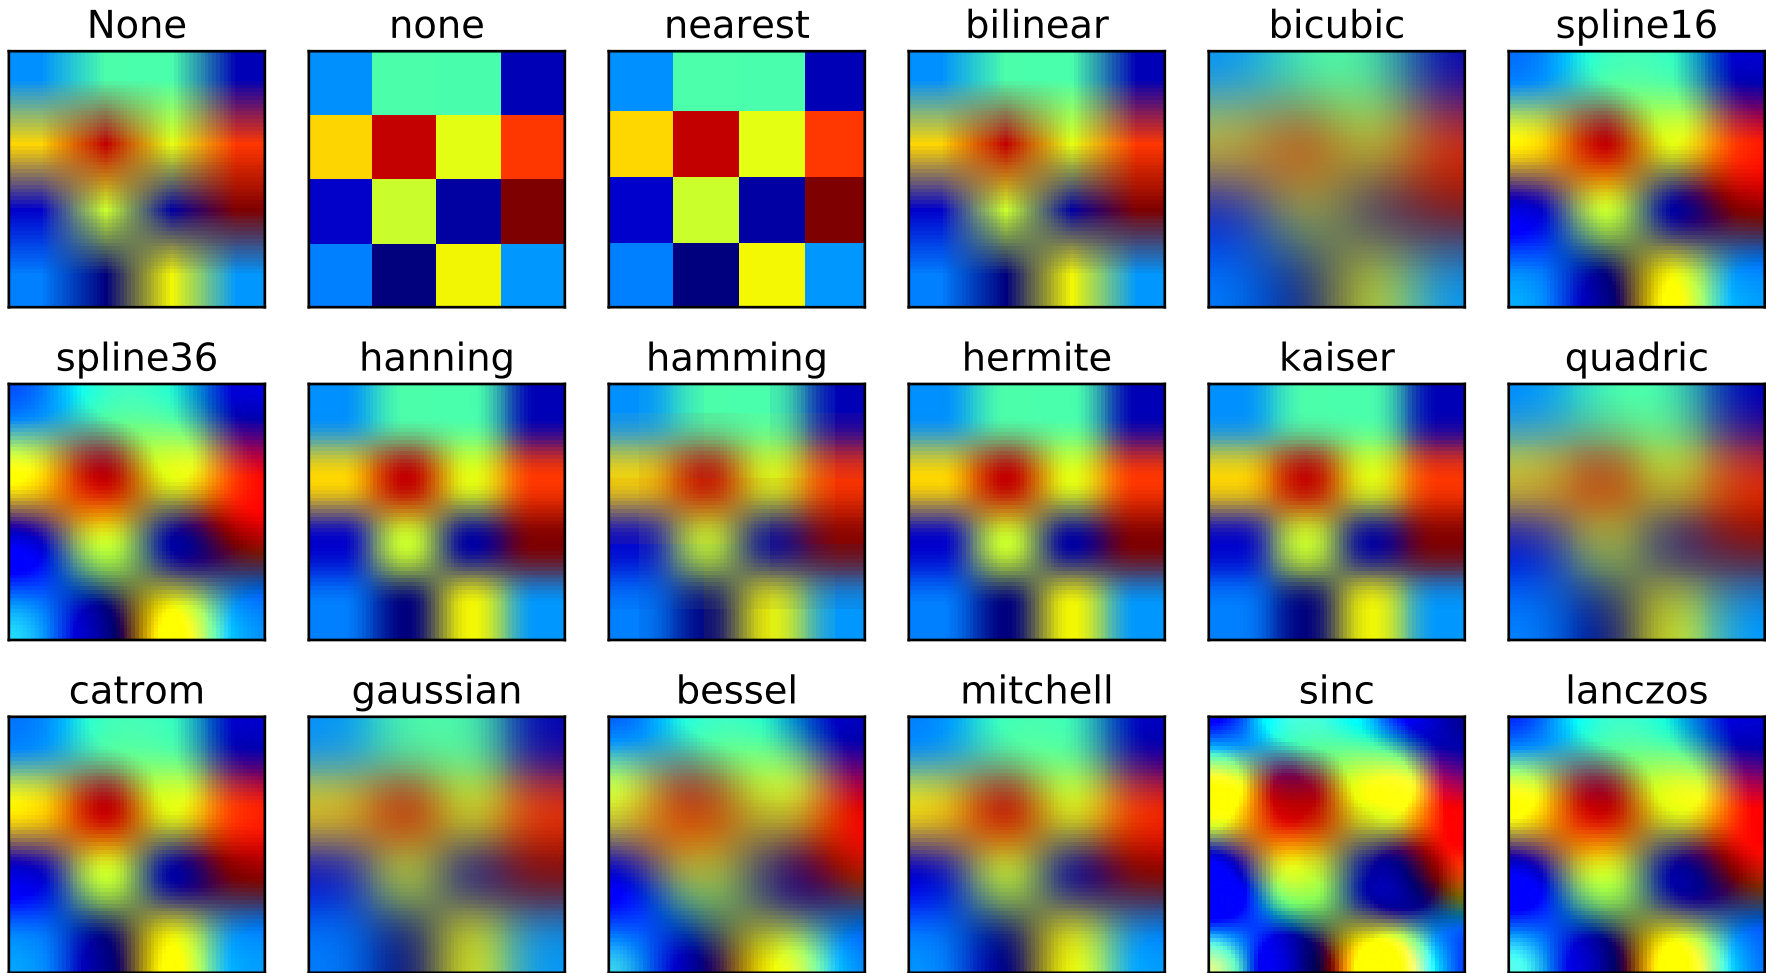 None none nearest bilinear bicubic spline16
spline36 hanning hamming hermite kaiser quadric
catrom gaussian bessel mitchell sinc lanczos